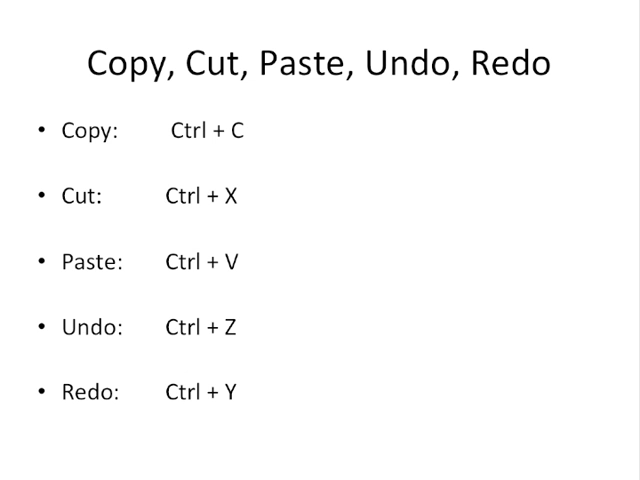 Copy, Cut, Paste, Undo, Redo
• Copy: Ctrl + C
• Cut: Ctrl + X
• Paste: Ctrl + V
• Undo: Ctrl + Z
• Redo: Ctrl + Y